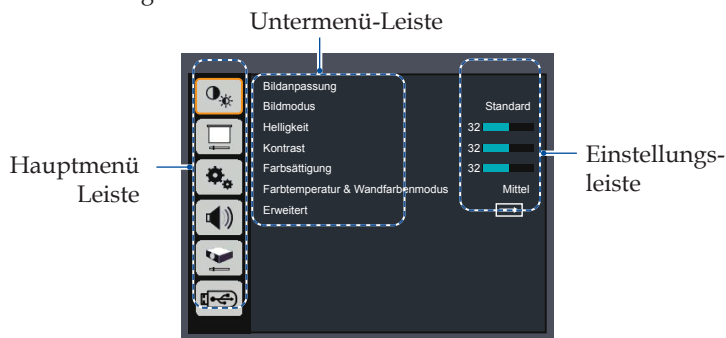 Untermenü-Leiste
Bildanpassung
Bildmodus Standard
Helligkeit 32
Kontrast 32
Farbsättigung 32
Farbtemperatur & Wandfarbenmodus Mittel
Erweitert
Hauptmenü
Leiste
Einstellungs-
leiste